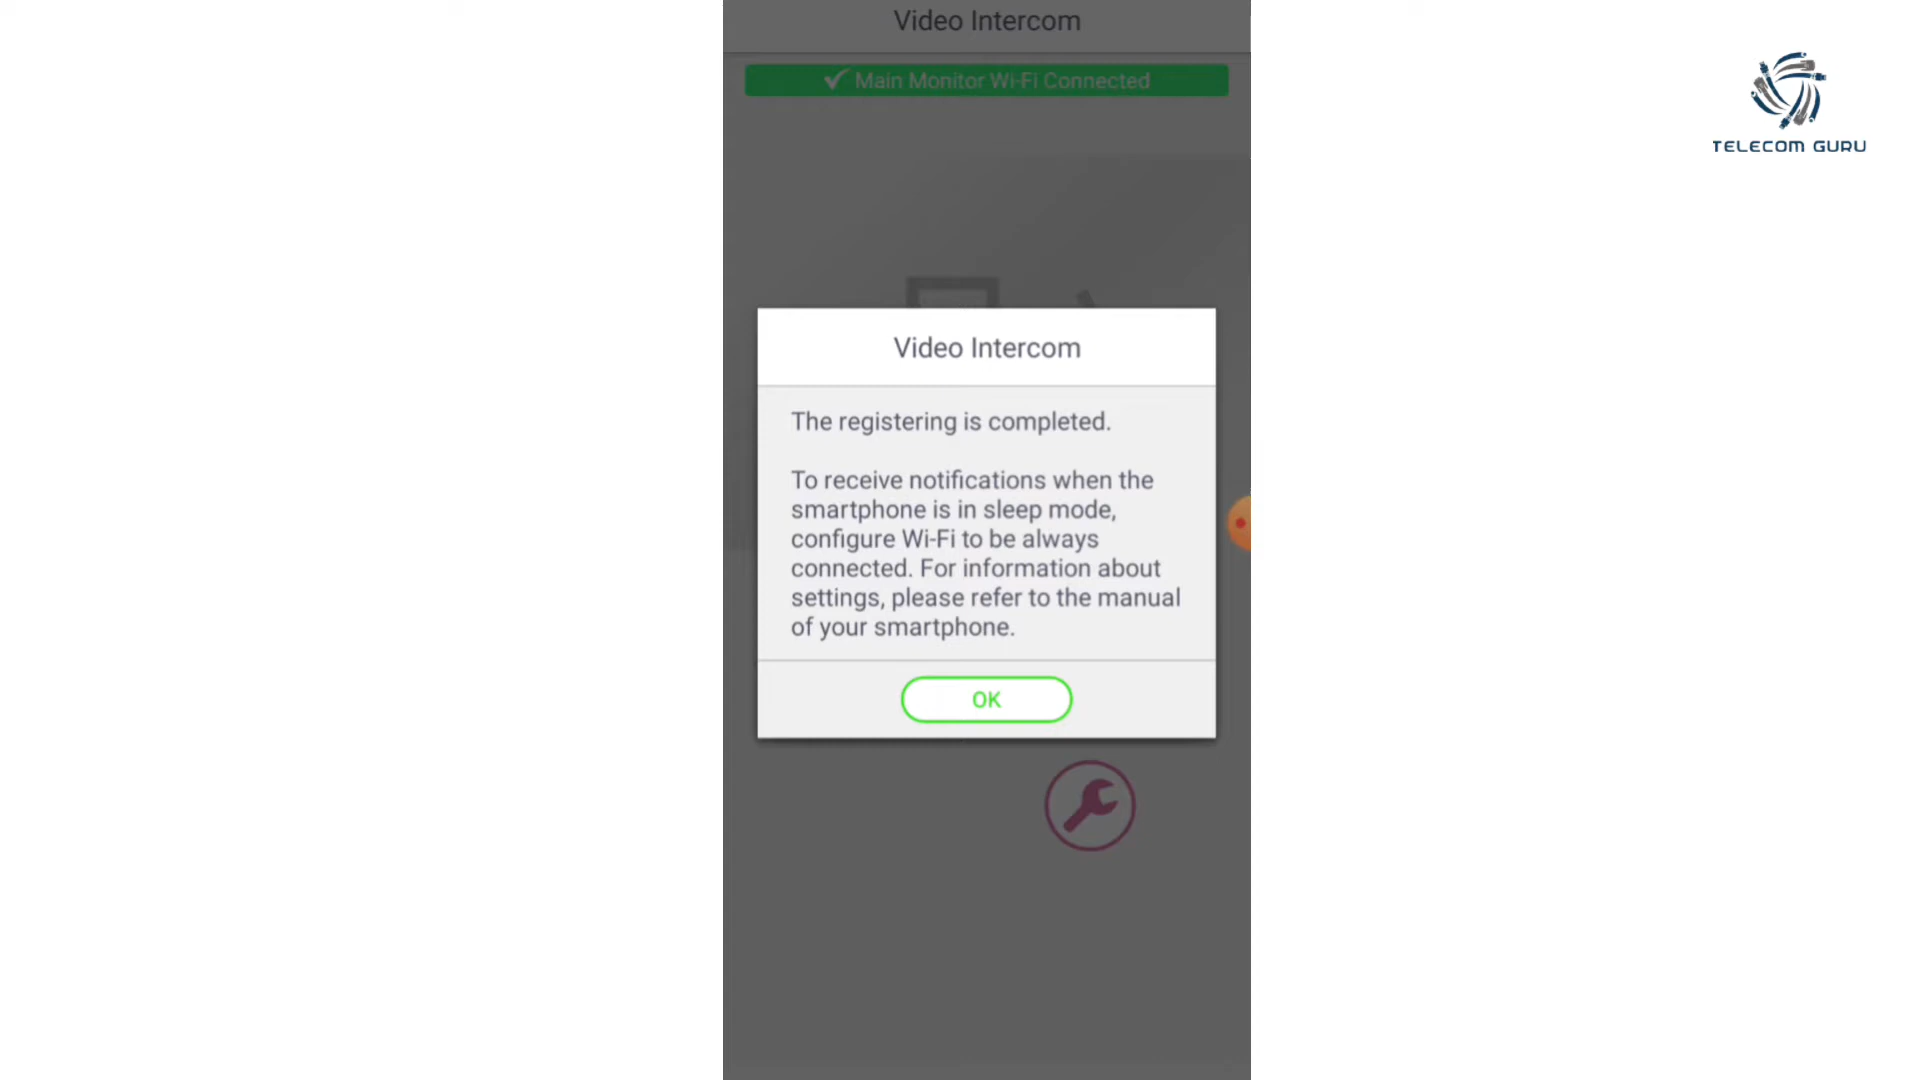 Video Intercom
Main Monitor Wi-Fi Connected
TELECOM GURU
Video Intercom
The registering is completed.
To receive notifications when the
smartphone is in sleep mode,
configure Wi-Fi to be always
connected. For information about
settings, please refer to the manual
of your smartphone.
OK